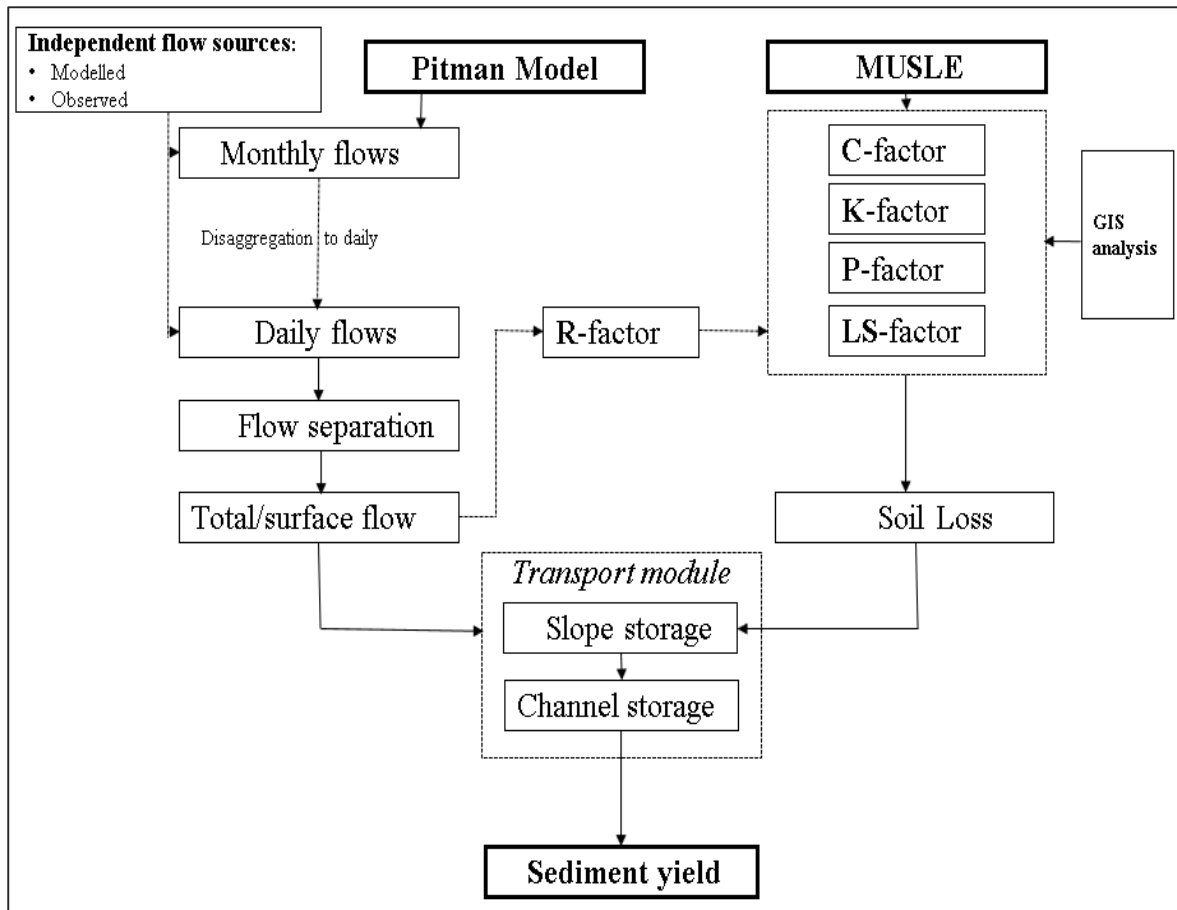 Independent flow sources:
• Modelled
• Observed
Pitman Model
MUSLE
Monthly flows
Disaggregation to daily
Daily flows
Flow separation
Total/surface flow
R-factor
C-factor
K-factor
P-factor
LS-factor
GIS
analysis
Soil Loss
Transport module
Slope storage
Channel storage
Sediment yield